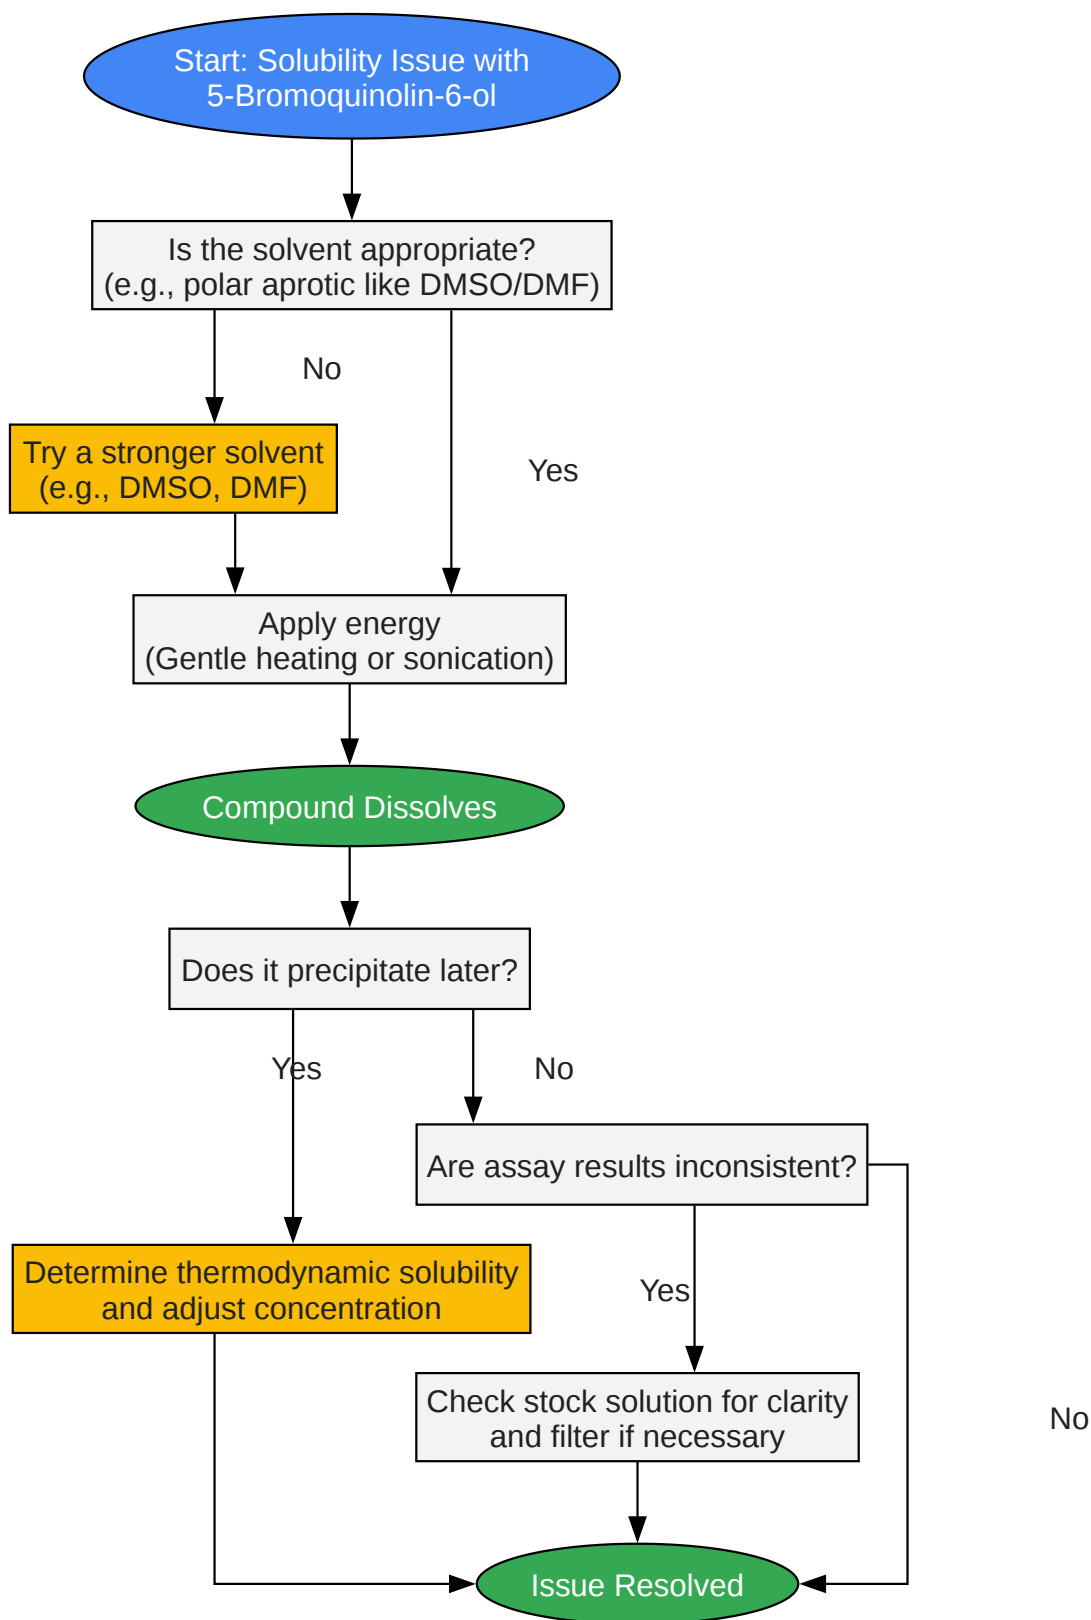 Start: Solubility Issue with
5-Bromoquinolin-6-ol
Is the solvent appropriate?
(e.g., polar aprotic like DMSO/DMF)
No
Try a stronger solvent
(e.g., DMSO, DMF)
Yes
Apply energy
(Gentle heating or sonication)
Compound Dissolves
Does it precipitate later?
Yes
No
Are assay results inconsistent?
Determine thermodynamic solubility
and adjust concentration
Yes
Check stock solution for clarity
and filter if necessary
No
Issue Resolved